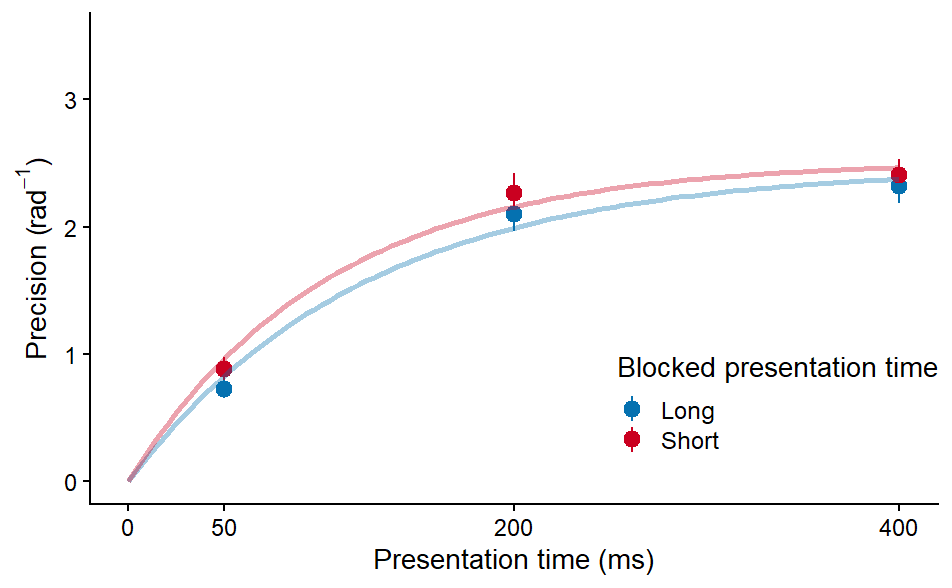 3
2
1
0
Precision (rad⁻¹)
Blocked presentation time
Long
Short
0 50 200 400
Presentation time (ms)